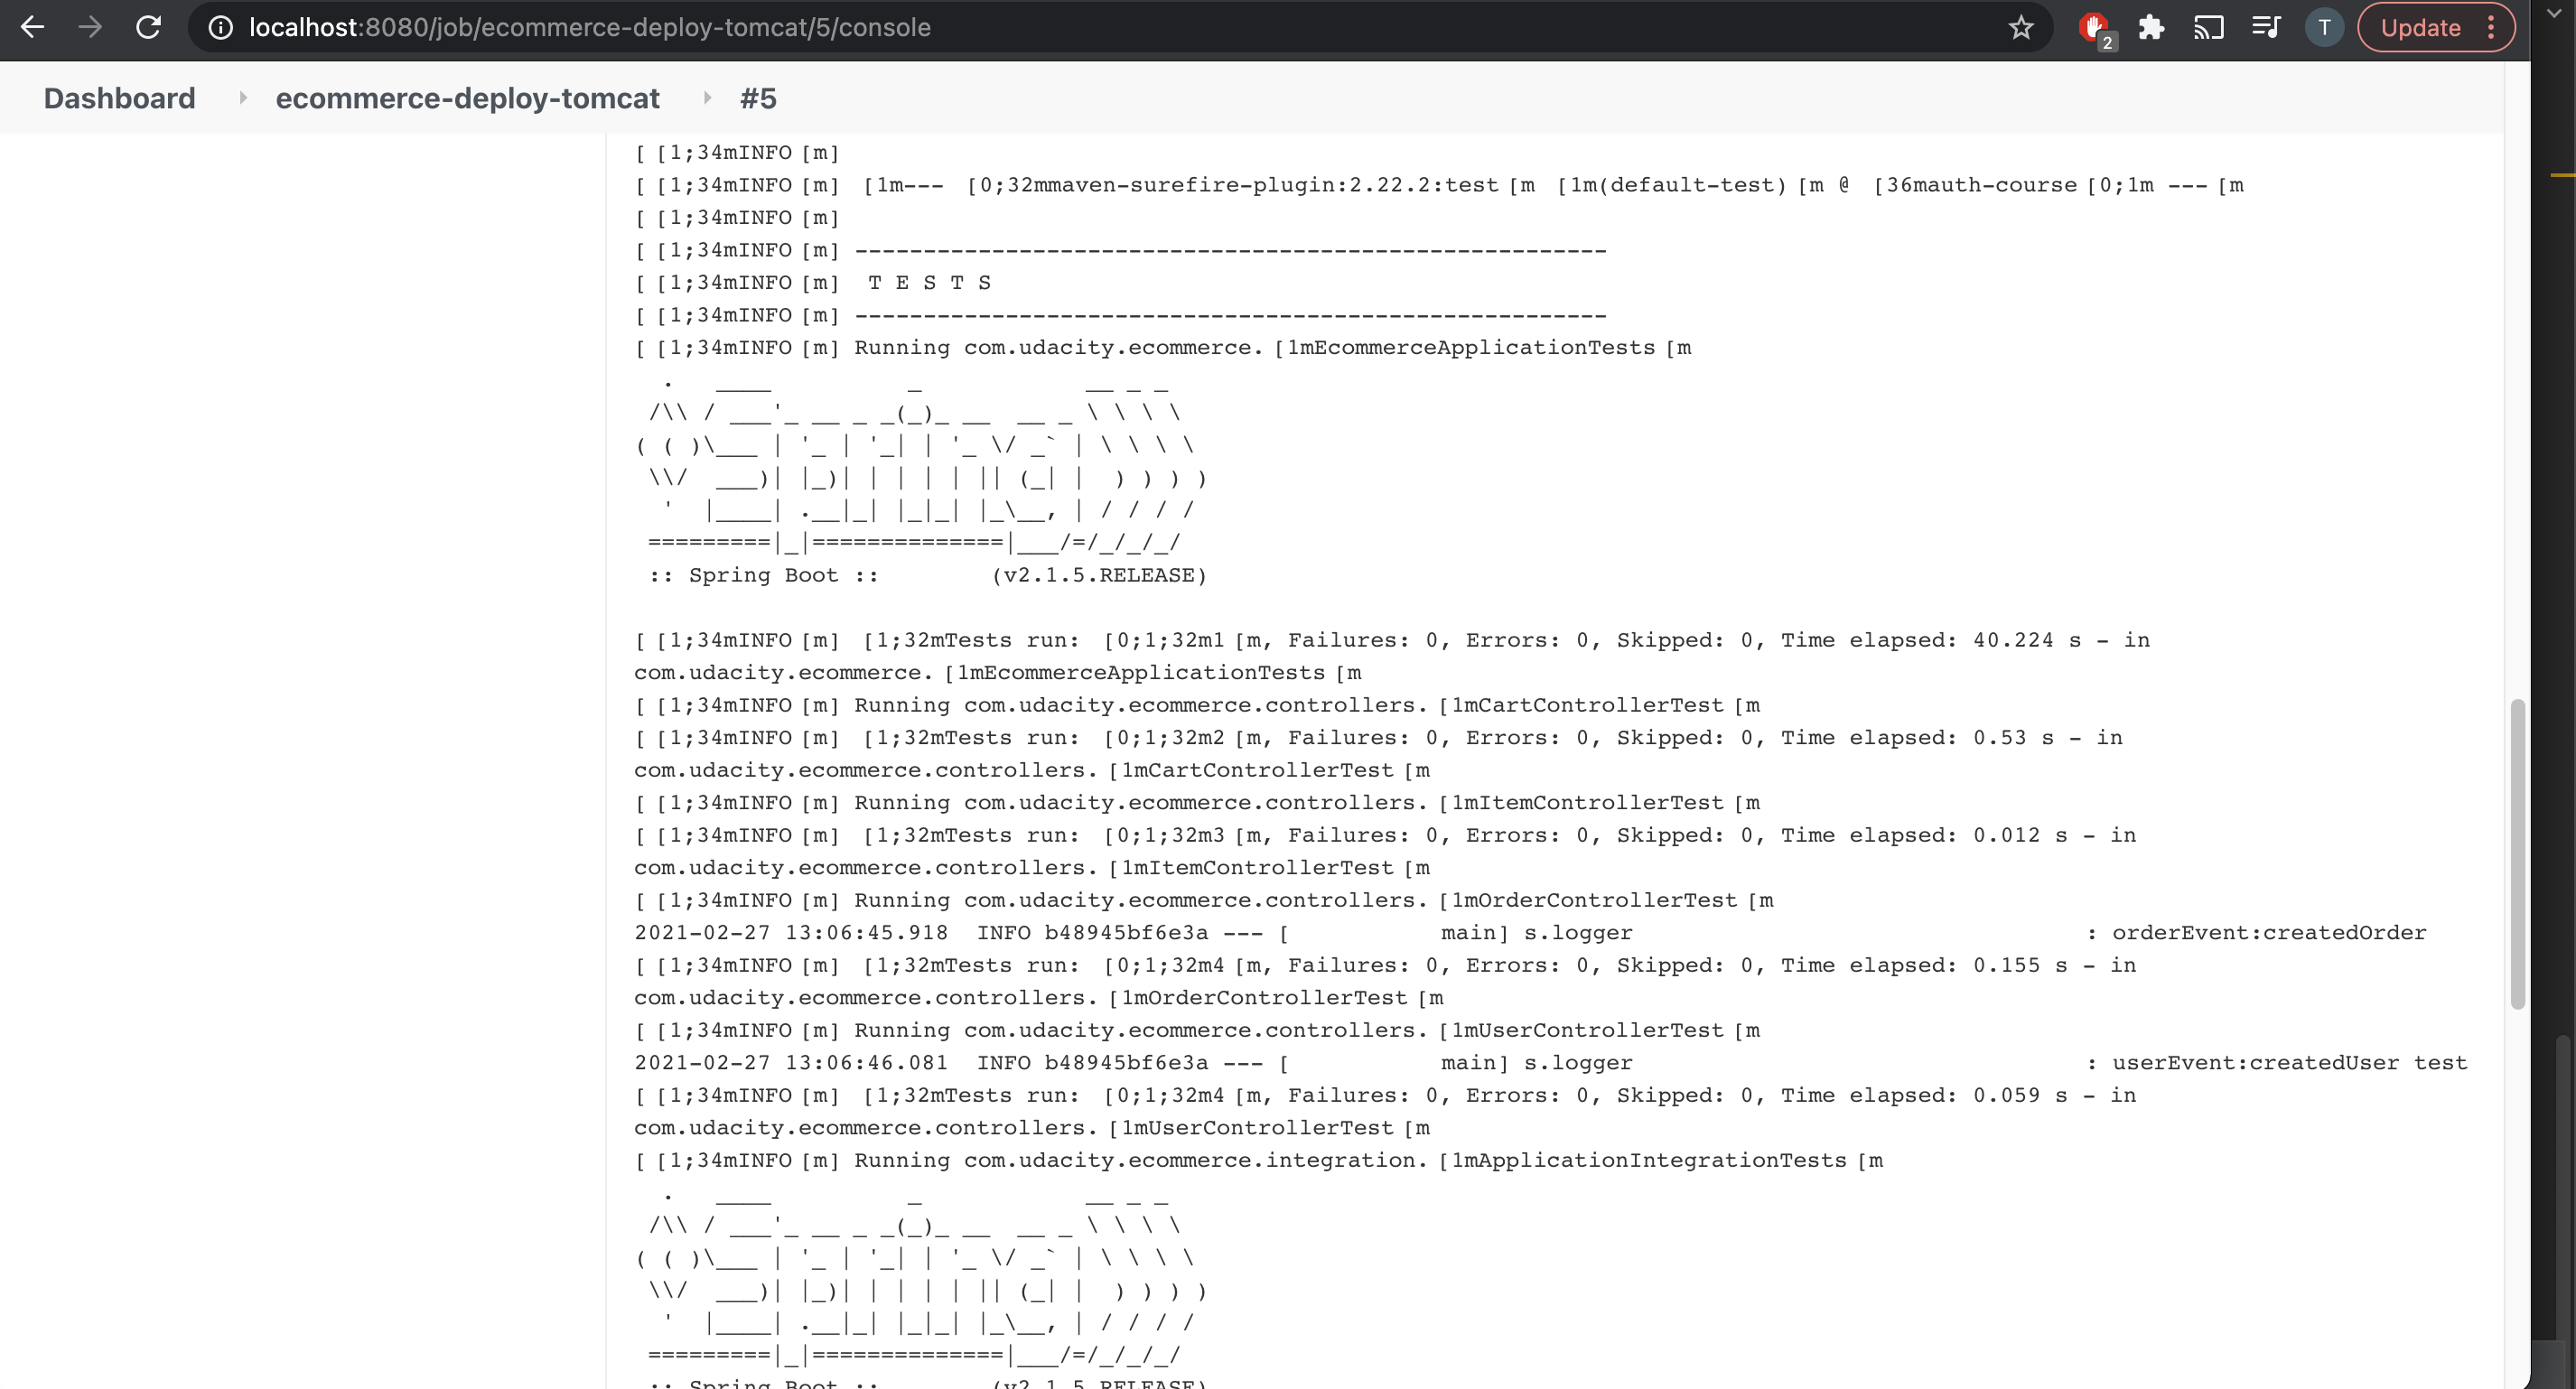 localhost:8080/job/ecommerce-deploy-tomcat/5/console
2
T
Update
Dashboard
ecommerce-deploy-tomcat
#5
[ [1;34mINFO [m]
[ [1;34mINFO [m]  [1m---  [0;32mmaven-surefire-plugin:2.22.2:test [m  [1m(default-test) [m @  [36mauth-course [0;1m --- [m
[ [1;34mINFO [m]
[ [1;34mINFO [m] -------------------------------------------------------
[ [1;34mINFO [m]  T E S T S
[ [1;34mINFO [m] -------------------------------------------------------
[ [1;34mINFO [m] Running com.udacity.ecommerce. [1mEcommerceApplicationTests [m
  .   ____          _            __ _ _
 /\\ / ___'_ __ _ _(_)_ __  __ _ \ \ \ \
( ( )\___ | '_ | '_| | '_ \/ _` | \ \ \ \
 \\/  ___)| |_)| | | | | || (_| |  ) ) ) )
  '  |____| .__|_| |_|_| |_\__, | / / / /
 =========|_|==============|___/=/_/_/_/
 :: Spring Boot ::        (v2.1.5.RELEASE)
[ [1;34mINFO [m]  [1;32mTests run:  [0;1;32m1 [m, Failures: 0, Errors: 0, Skipped: 0, Time elapsed: 40.224 s - in
com.udacity.ecommerce. [1mEcommerceApplicationTests [m
[ [1;34mINFO [m] Running com.udacity.ecommerce.controllers. [1mCartControllerTest [m
[ [1;34mINFO [m]  [1;32mTests run:  [0;1;32m2 [m, Failures: 0, Errors: 0, Skipped: 0, Time elapsed: 0.53 s - in
com.udacity.ecommerce.controllers. [1mCartControllerTest [m
[ [1;34mINFO [m] Running com.udacity.ecommerce.controllers. [1mItemControllerTest [m
[ [1;34mINFO [m]  [1;32mTests run:  [0;1;32m3 [m, Failures: 0, Errors: 0, Skipped: 0, Time elapsed: 0.012 s - in
com.udacity.ecommerce.controllers. [1mItemControllerTest [m
[ [1;34mINFO [m] Running com.udacity.ecommerce.controllers. [1mOrderControllerTest [m
2021-02-27 13:06:45.918  INFO b48945bf6e3a --- [           main] s.logger                                 : orderEvent:createdOrder
[ [1;34mINFO [m]  [1;32mTests run:  [0;1;32m4 [m, Failures: 0, Errors: 0, Skipped: 0, Time elapsed: 0.155 s - in
com.udacity.ecommerce.controllers. [1mOrderControllerTest [m
[ [1;34mINFO [m] Running com.udacity.ecommerce.controllers. [1mUserControllerTest [m
2021-02-27 13:06:46.081  INFO b48945bf6e3a --- [           main] s.logger                                 : userEvent:createdUser test
[ [1;34mINFO [m]  [1;32mTests run:  [0;1;32m4 [m, Failures: 0, Errors: 0, Skipped: 0, Time elapsed: 0.059 s - in
com.udacity.ecommerce.controllers. [1mUserControllerTest [m
[ [1;34mINFO [m] Running com.udacity.ecommerce.integration. [1mApplicationIntegrationTests [m
  .   ____          _            __ _ _
 /\\ / ___'_ __ _ _(_)_ __  __ _ \ \ \ \
( ( )\___ | '_ | '_| | '_ \/ _` | \ \ \ \
 \\/  ___)| |_)| | | | | || (_| |  ) ) ) )
  '  |____| .__|_| |_|_| |_\__, | / / / /
 =========|_|==============|___/=/_/_/_/
 :: Spring Boot ::        (v2.1.5.RELEASE)